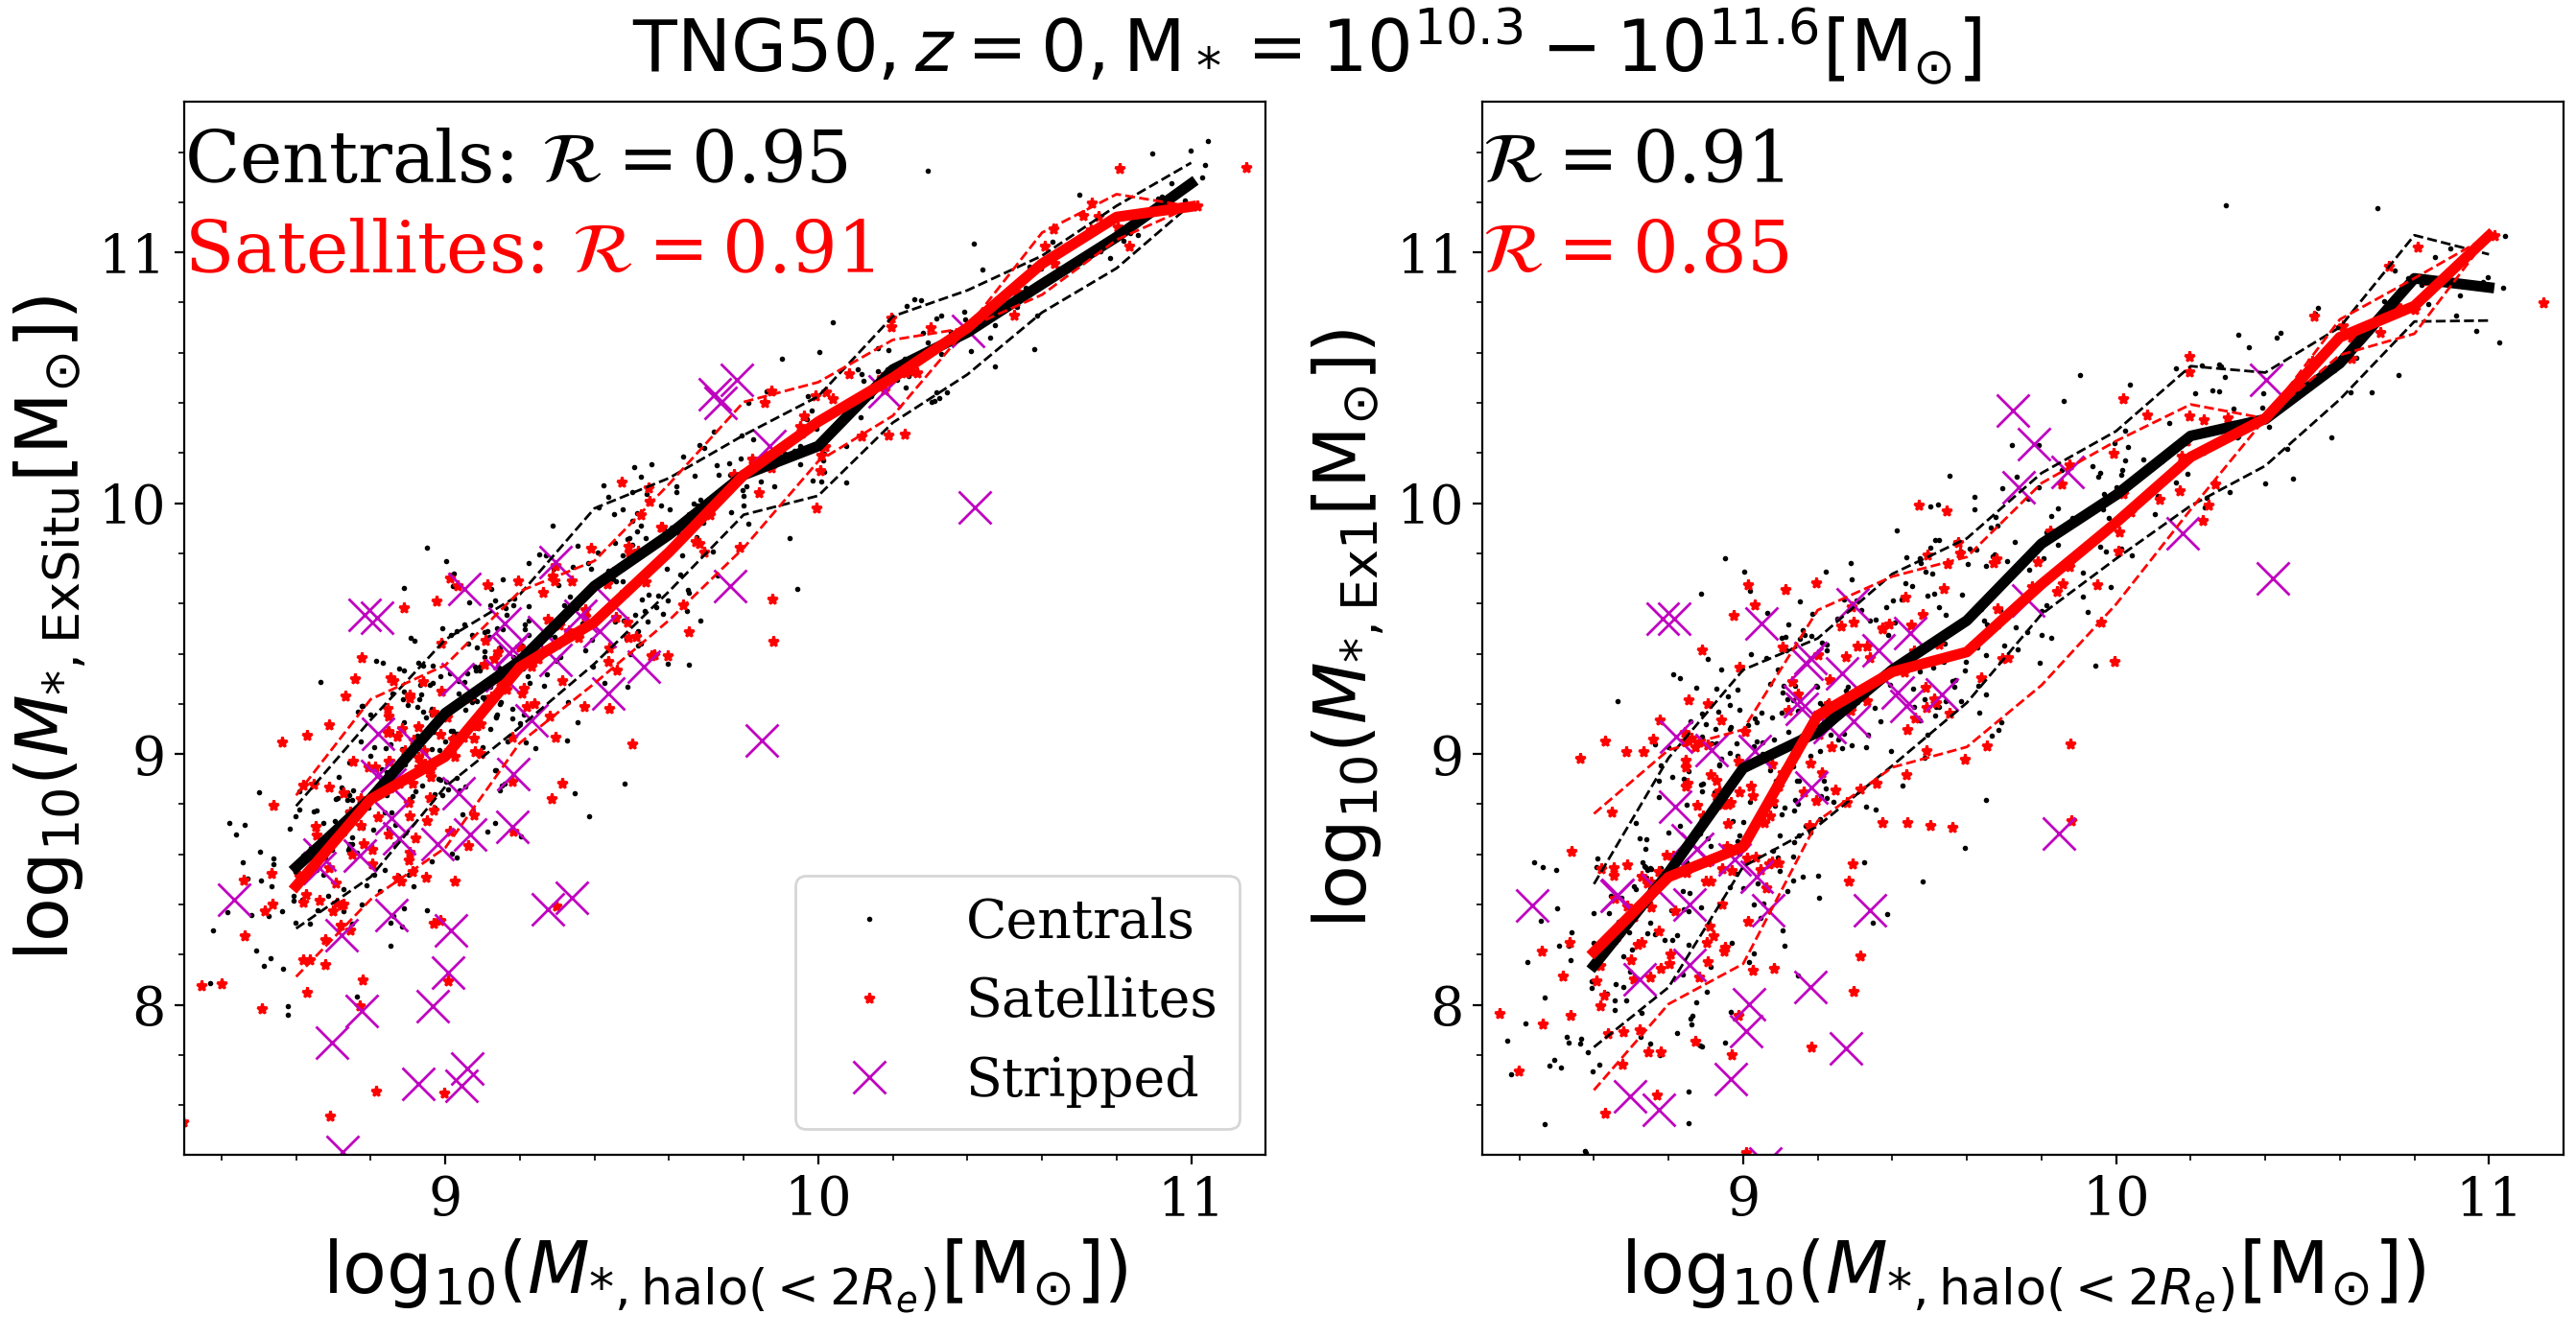 TNG50, z = 0, M* = 10^10.3 − 10^11.6 [M⊙]
Centrals: ℛ = 0.95
Satellites: ℛ = 0.91
11
10
9
8
log10(M*, ExSitu [M⊙])
Centrals
Satellites
Stripped
9 10 11
log10(M*, halo(<2Re) [M⊙])
ℛ = 0.91
ℛ = 0.85
11
10
9
8
log10(M*, Ex1 [M⊙])
9 10 11
log10(M*, halo(<2Re) [M⊙])